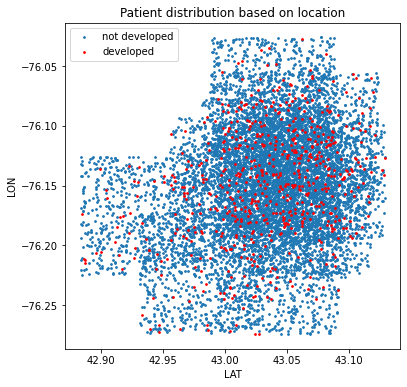 Patient distribution based on location
not developed
developed
−76.05
−76.10
−76.15
−76.20
−76.25
LON
42.90 42.95 43.00 43.05 43.10
LAT